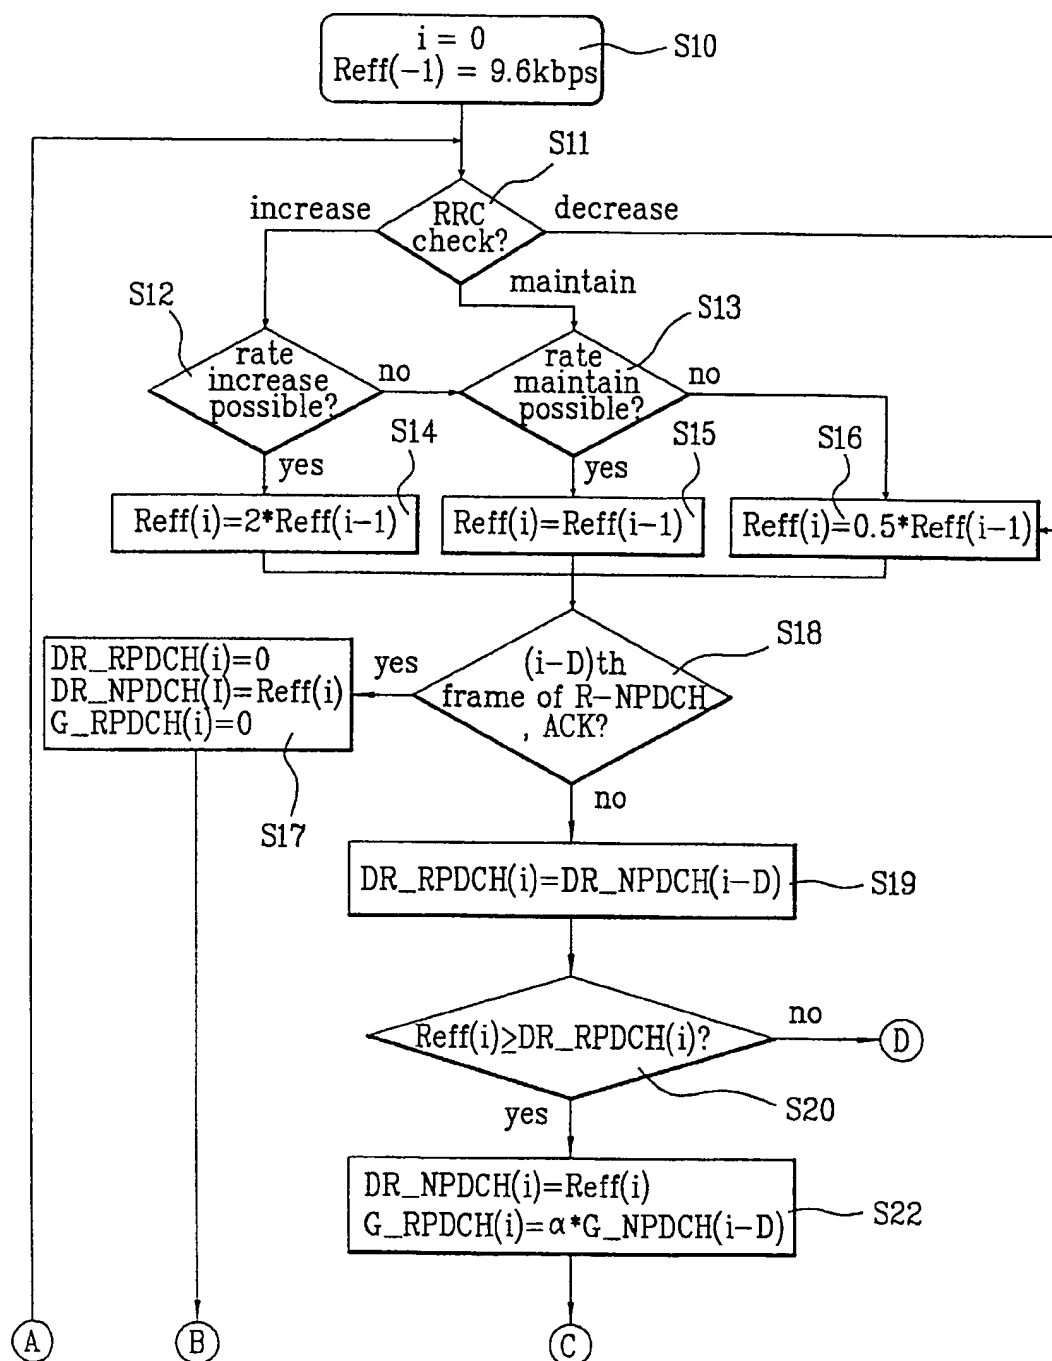 i = 0
Reff(-1) = 9.6kbps
S10
S11
increase
RRC
check?
decrease
maintain
S12
S13
rate
increase
possible?
no
rate
maintain
possible?
no
S14
S15
S16
yes
yes
Reff(i)=2*Reff(i-1)
Reff(i)=Reff(i-1)
Reff(i)=0.5*Reff(i-1)
S18
DR_RPDCH(i)=0
DR_NPDCH(I)=Reff(i)
G_RPDCH(i)=0
yes
(i-D)th
frame of R-NPDCH
, ACK?
S17
no
DR_RPDCH(i)=DR_NPDCH(i-D)
S19
Reff(i)≥DR_RPDCH(i)?
no
D
S20
yes
DR_NPDCH(i)=Reff(i)
G_RPDCH(i)=α*G_NPDCH(i-D)
S22
A
B
C